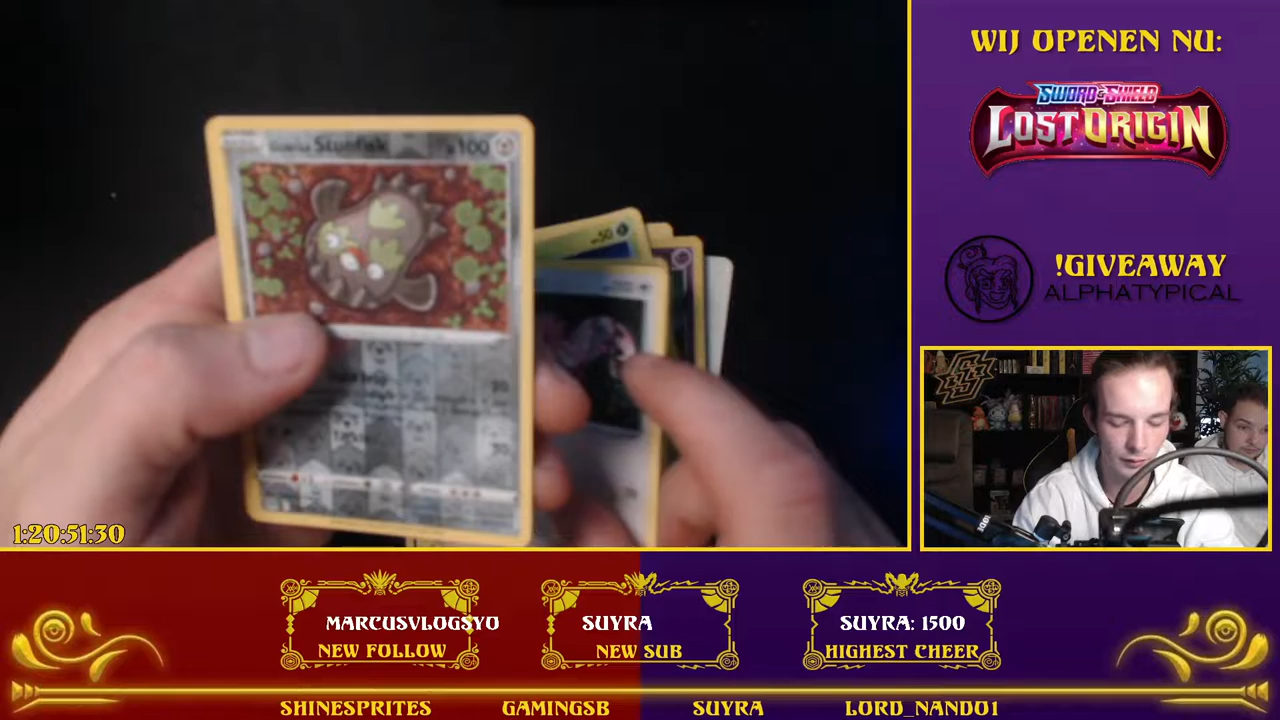 WIJ OPENEN NU:
SWORD & SHIELD
LOST ORIGIN
!GIVEAWAY
ALPHATYPICAL
Stunfisk
100
50
1:20:51:30
MARCUSVLOGSYO
NEW FOLLOW
SUYRA
NEW SUB
SUYRA: 1500
HIGHEST CHEER
SHINESPRITES
GAMINGSB
SUYRA
LORD_NANDO1